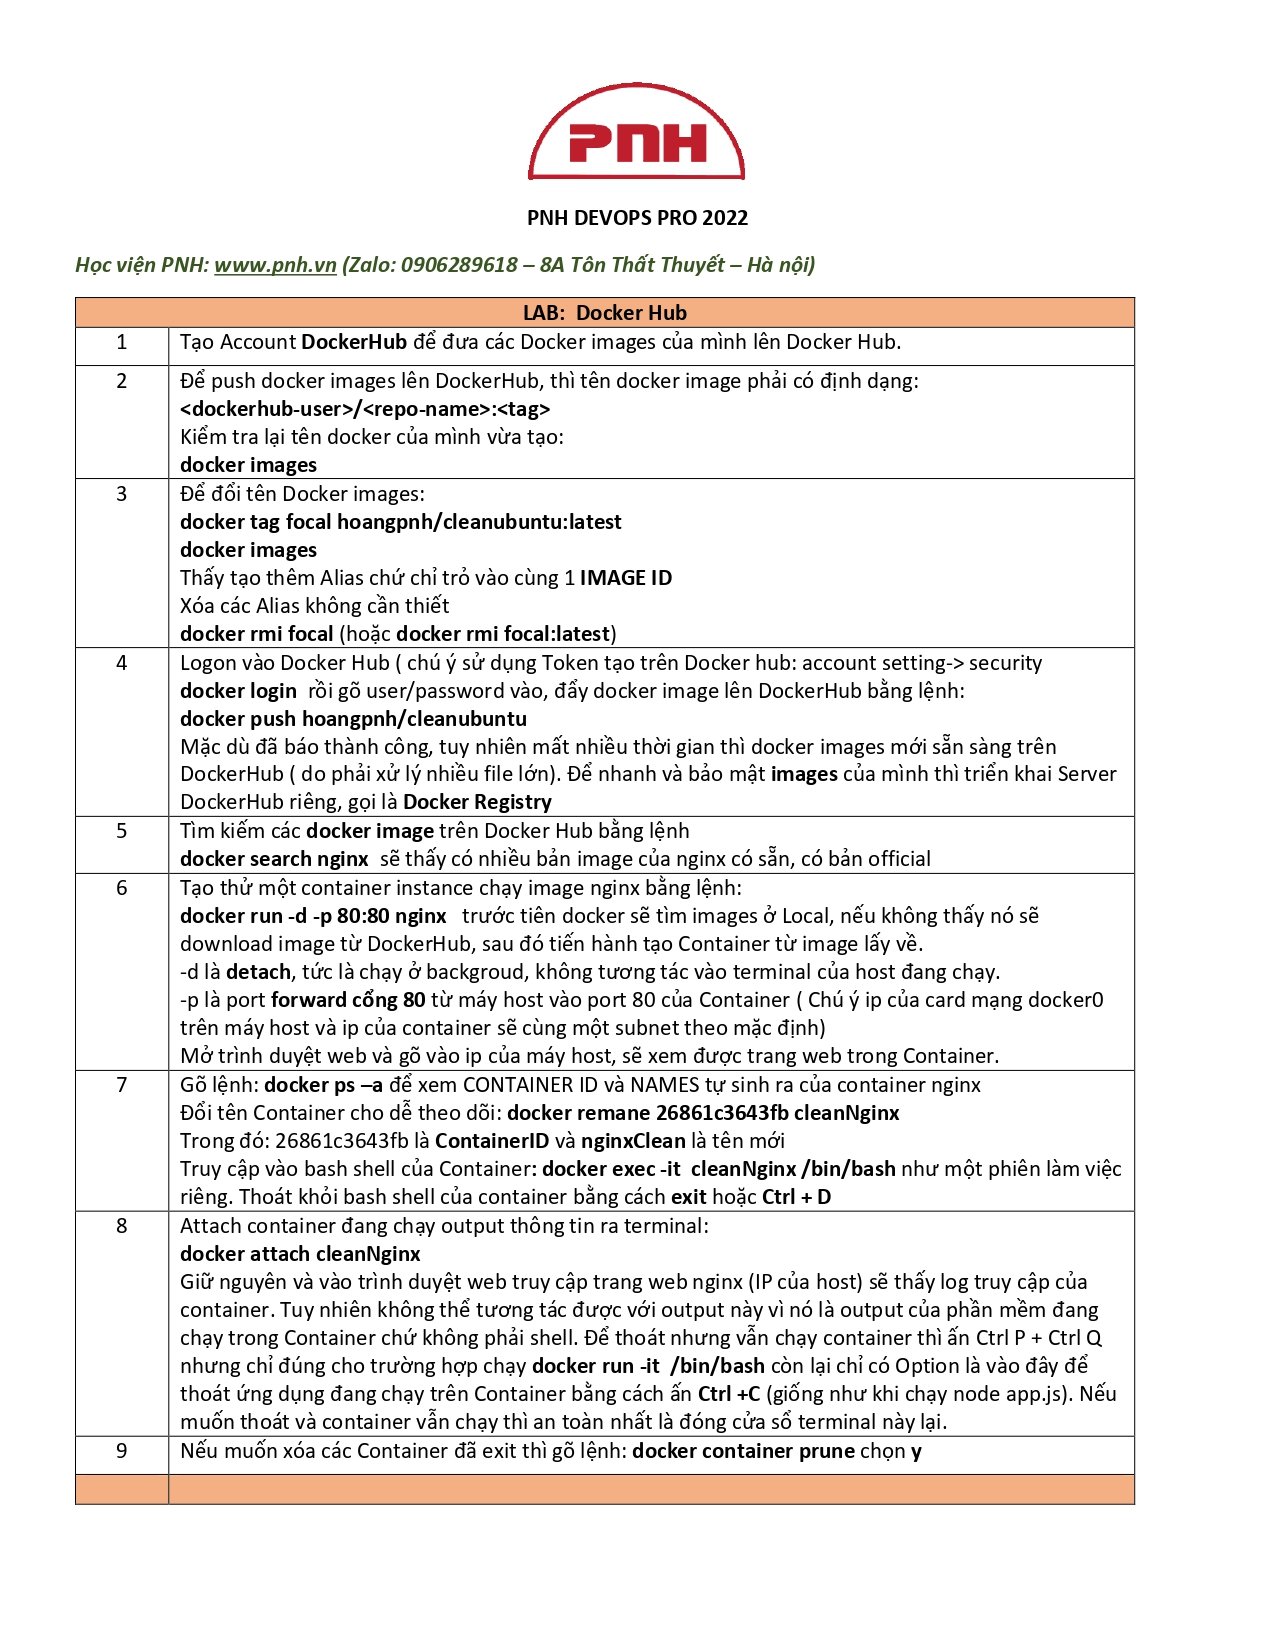 PNH
PNH DEVOPS PRO 2022
Học viện PNH: www.pnh.vn (Zalo: 0906289618 – 8A Tôn Thất Thuyết – Hà nội)
LAB: Docker Hub
1
Tạo Account DockerHub để đưa các Docker images của mình lên Docker Hub.
2
Để push docker images lên DockerHub, thì tên docker image phải có định dạng:
<dockerhub-user>/<repo-name>:<tag>
Kiểm tra lại tên docker của mình vừa tạo:
docker images
3
Để đổi tên Docker images:
docker tag focal hoangpnh/cleanubuntu:latest
docker images
Thấy tạo thêm Alias chứ chỉ trỏ vào cùng 1 IMAGE ID
Xóa các Alias không cần thiết
docker rmi focal (hoặc docker rmi focal:latest)
4
Logon vào Docker Hub ( chú ý sử dụng Token tạo trên Docker hub: account setting-> security
docker login rồi gõ user/password vào, đẩy docker image lên DockerHub bằng lệnh:
docker push hoangpnh/cleanubuntu
Mặc dù đã báo thành công, tuy nhiên mất nhiều thời gian thì docker images mới sẵn sàng trên
DockerHub ( do phải xử lý nhiều file lớn). Để nhanh và bảo mật images của mình thì triển khai Server
DockerHub riêng, gọi là Docker Registry
5
Tìm kiếm các docker image trên Docker Hub bằng lệnh
docker search nginx sẽ thấy có nhiều bản image của nginx có sẵn, có bản official
6
Tạo thử một container instance chạy image nginx bằng lệnh:
docker run -d -p 80:80 nginx trước tiên docker sẽ tìm images ở Local, nếu không thấy nó sẽ
download image từ DockerHub, sau đó tiến hành tạo Container từ image lấy về.
-d là detach, tức là chạy ở backgroud, không tương tác vào terminal của host đang chạy.
-p là port forward cổng 80 từ máy host vào port 80 của Container ( Chú ý ip của card mạng docker0
trên máy host và ip của container sẽ cùng một subnet theo mặc định)
Mở trình duyệt web và gõ vào ip của máy host, sẽ xem được trang web trong Container.
7
Gõ lệnh: docker ps –a để xem CONTAINER ID và NAMES tự sinh ra của container nginx
Đổi tên Container cho dễ theo dõi: docker remane 26861c3643fb cleanNginx
Trong đó: 26861c3643fb là ContainerID và nginxClean là tên mới
Truy cập vào bash shell của Container: docker exec -it cleanNginx /bin/bash như một phiên làm việc
riêng. Thoát khỏi bash shell của container bằng cách exit hoặc Ctrl + D
8
Attach container đang chạy output thông tin ra terminal:
docker attach cleanNginx
Giữ nguyên và vào trình duyệt web truy cập trang web nginx (IP của host) sẽ thấy log truy cập của
container. Tuy nhiên không thể tương tác được với output này vì nó là output của phần mềm đang
chạy trong Container chứ không phải shell. Để thoát nhưng vẫn chạy container thì ấn Ctrl P + Ctrl Q
nhưng chỉ đúng cho trường hợp chạy docker run -it /bin/bash còn lại chỉ có Option là vào đây để
thoát ứng dụng đang chạy trên Container bằng cách ấn Ctrl +C (giống như khi chạy node app.js). Nếu
muốn thoát và container vẫn chạy thì an toàn nhất là đóng cửa sổ terminal này lại.
9
Nếu muốn xóa các Container đã exit thì gõ lệnh: docker container prune chọn y